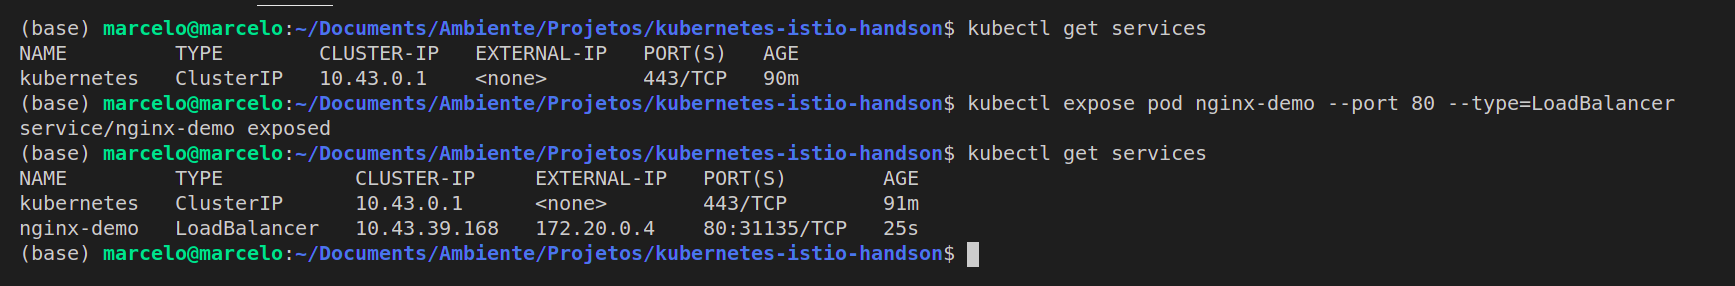 (base) marcelo@marcelo:~/Documents/Ambiente/Projetos/kubernetes-istio-handson$ kubectl get services
NAME         TYPE        CLUSTER-IP   EXTERNAL-IP   PORT(S)   AGE
kubernetes   ClusterIP   10.43.0.1    <none>        443/TCP   90m
(base) marcelo@marcelo:~/Documents/Ambiente/Projetos/kubernetes-istio-handson$ kubectl expose pod nginx-demo --port 80 --type=LoadBalancer
service/nginx-demo exposed
(base) marcelo@marcelo:~/Documents/Ambiente/Projetos/kubernetes-istio-handson$ kubectl get services
NAME         TYPE           CLUSTER-IP     EXTERNAL-IP   PORT(S)        AGE
kubernetes   ClusterIP      10.43.0.1      <none>        443/TCP        91m
nginx-demo   LoadBalancer   10.43.39.168   172.20.0.4    80:31135/TCP   25s
(base) marcelo@marcelo:~/Documents/Ambiente/Projetos/kubernetes-istio-handson$